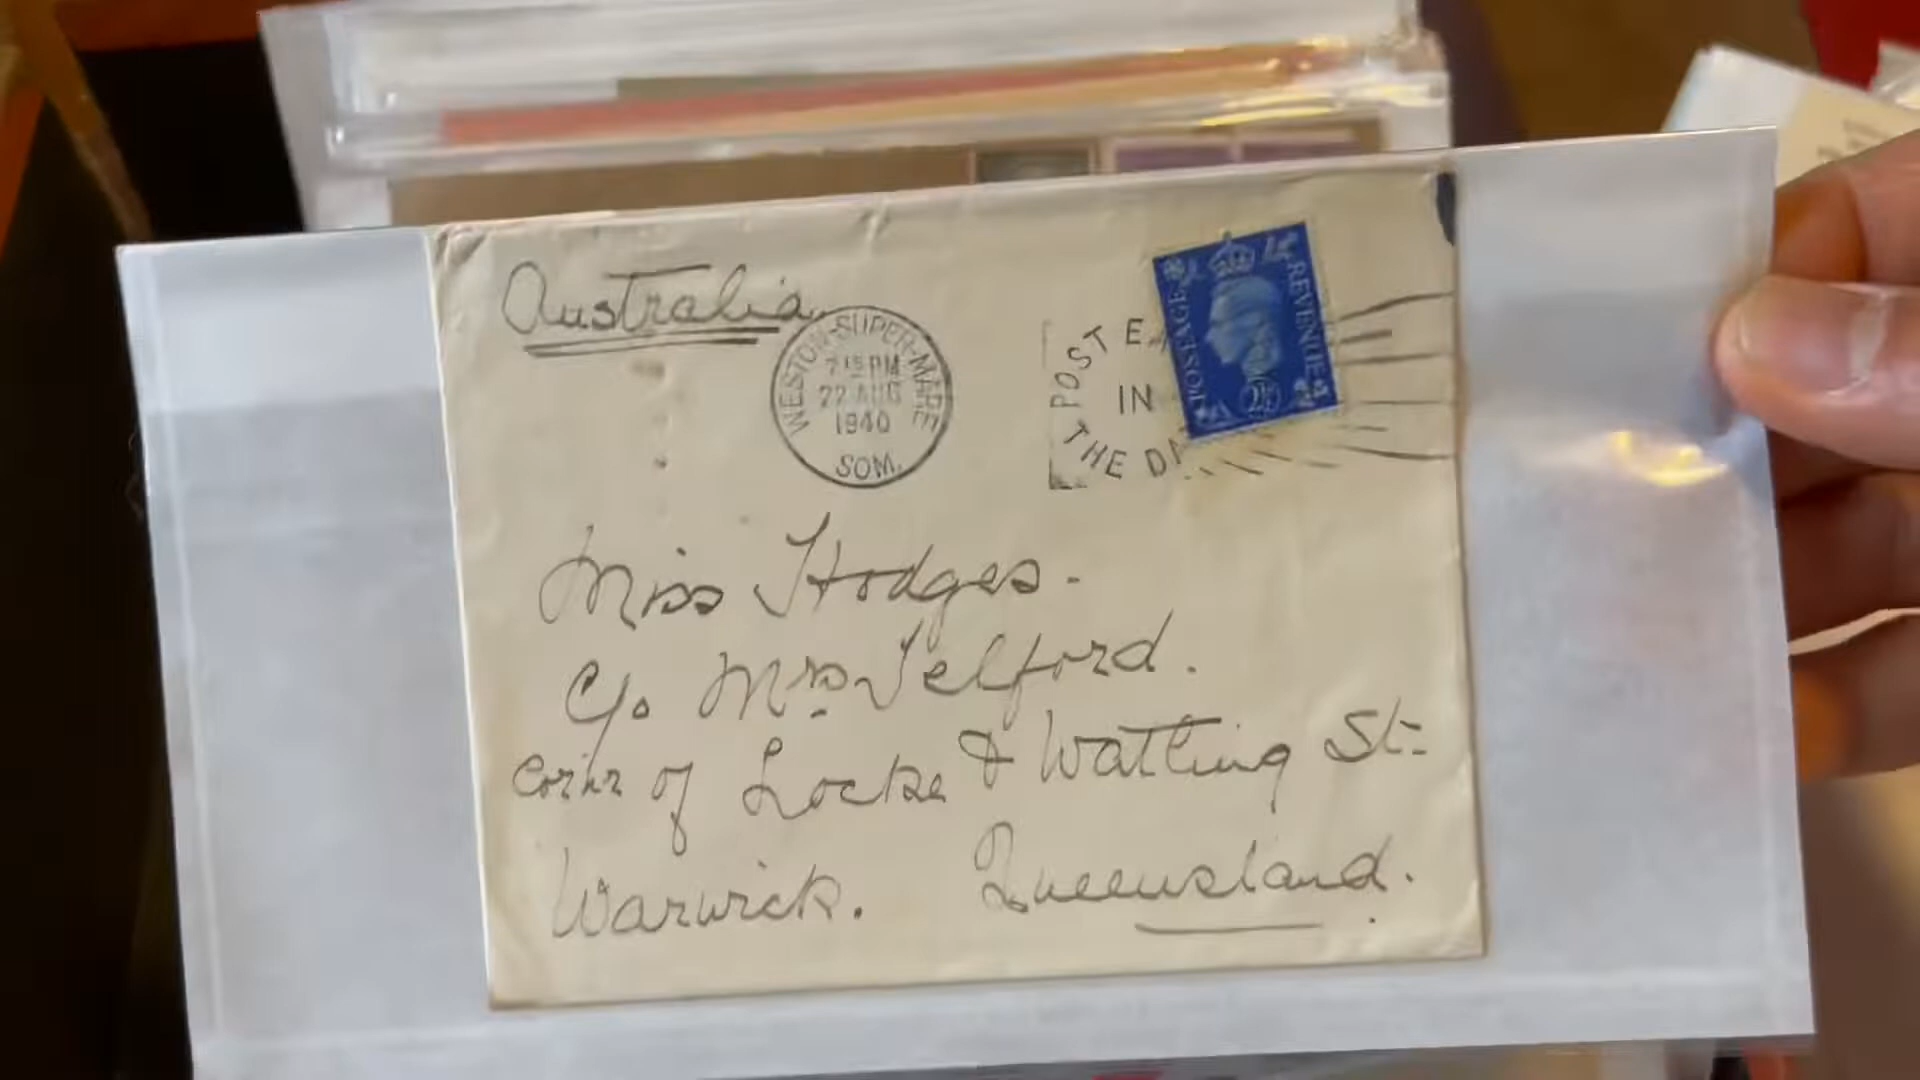 Australia
WESTON-SUPER-MARE
7 15 PM
22 AUG
1940
SOM.
POST E
IN
THE DA
POSTAGE
REVENUE
Miss Hodges.
C/o Mrs Telford.
Cornr of Locke & Watling St.
Warwick. Queensland.